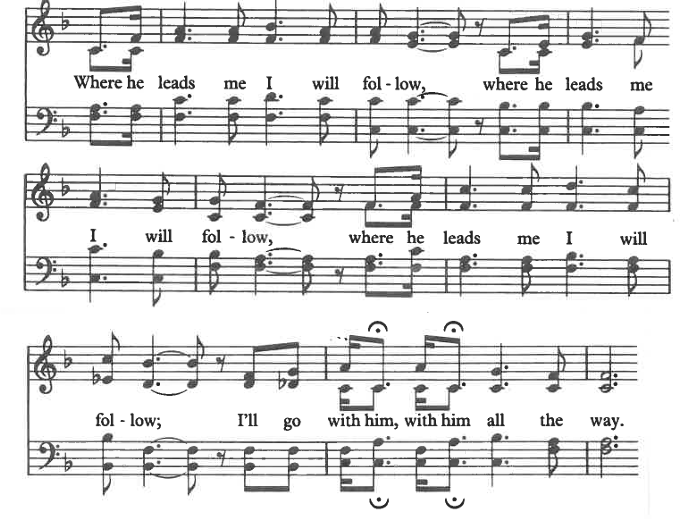 Where he leads me I will fol - low, where he leads me
I will fol - low, where he leads me I will
fol - low; I'll go with him, with him all the way.